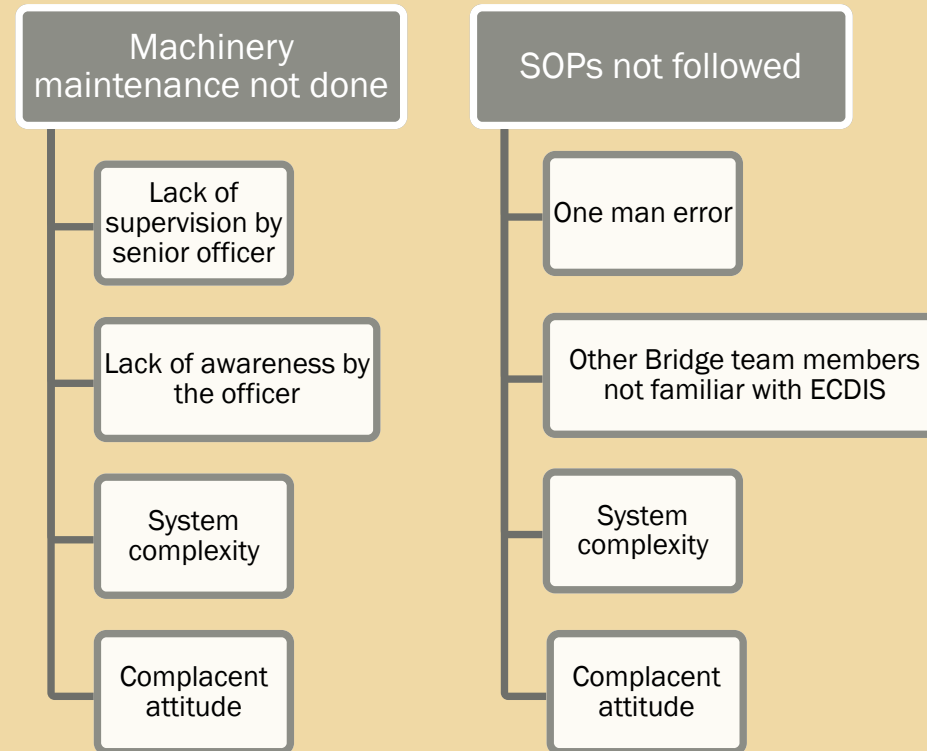 Machinery
maintenance not done
Lack of
supervision by
senior officer
Lack of awareness by
the officer
System
complexity
Complacent
attitude
SOPs not followed
One man error
Other Bridge team members
not familiar with ECDIS
System
complexity
Complacent
attitude